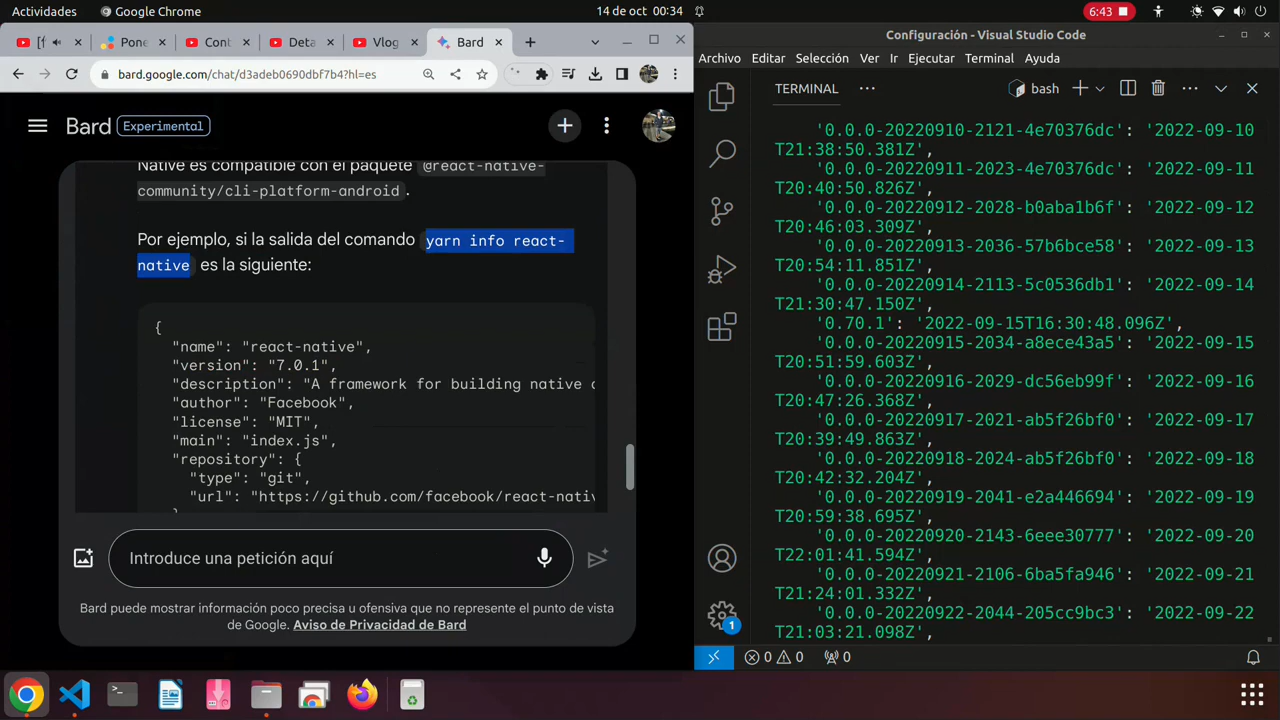 Actividades
Google Chrome
14 de oct 00:34
6:43
[f
Pone
Cont
Deta
Vlog
Bard
bard.google.com/chat/d3adeb0690dbf7b4?hl=es
Bard Experimental
Native es compatible con el paquete @react-native-
community/cli-platform-android.
Por ejemplo, si la salida del comando yarn info react-
native es la siguiente:
{
"name": "react-native",
"version": "7.0.1",
"description": "A framework for building native
"author": "Facebook",
"license": "MIT",
"main": "index.js",
"repository": {
"type": "git",
"url": "https://github.com/facebook/react-nativ
Introduce una petición aquí
Bard puede mostrar información poco precisa u ofensiva que no represente el punto de vista
de Google. Aviso de Privacidad de Bard
Configuración - Visual Studio Code
Archivo Editar Selección Ver Ir Ejecutar Terminal Ayuda
TERMINAL
bash
'0.0.0-20220910-2121-4e70376dc': '2022-09-10
T21:38:50.381Z',
'0.0.0-20220911-2023-4e70376dc': '2022-09-11
T20:40:50.826Z',
'0.0.0-20220912-2028-b0aba1b6f': '2022-09-12
T20:46:03.309Z',
'0.0.0-20220913-2036-57b6bce58': '2022-09-13
T20:54:11.851Z',
'0.0.0-20220914-2113-5c0536db1': '2022-09-14
T21:30:47.150Z',
'0.70.1': '2022-09-15T16:30:48.096Z',
'0.0.0-20220915-2034-a8ece43a5': '2022-09-15
T20:51:59.603Z',
'0.0.0-20220916-2029-dc56eb99f': '2022-09-16
T20:47:26.368Z',
'0.0.0-20220917-2021-ab5f26bf0': '2022-09-17
T20:39:49.863Z',
'0.0.0-20220918-2024-ab5f26bf0': '2022-09-18
T20:42:32.204Z',
'0.0.0-20220919-2041-e2a446694': '2022-09-19
T20:59:38.695Z',
'0.0.0-20220920-2143-6eee30777': '2022-09-20
T22:01:41.594Z',
'0.0.0-20220921-2106-6ba5fa946': '2022-09-21
T21:24:01.332Z',
'0.0.0-20220922-2044-205cc9bc3': '2022-09-22
T21:03:21.098Z',
1
0 0 0